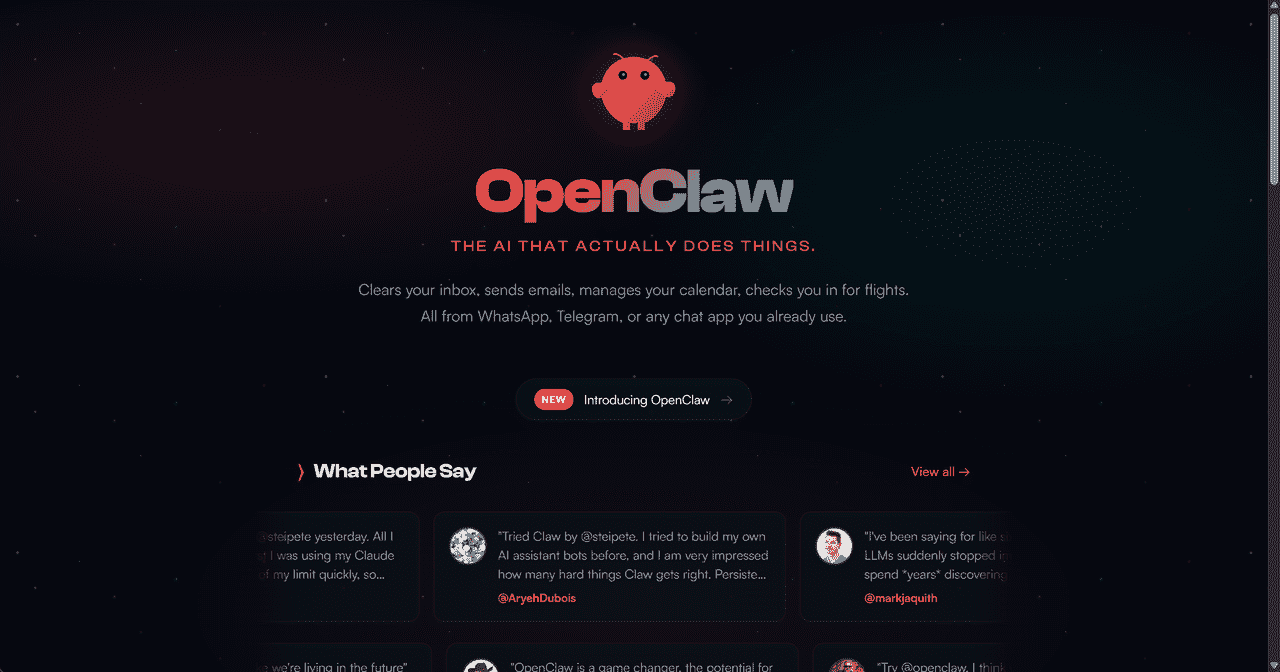 OpenClaw
THE AI THAT ACTUALLY DOES THINGS.
Clears your inbox, sends emails, manages your calendar, checks you in for flights.
All from WhatsApp, Telegram, or any chat app you already use.
NEW Introducing OpenClaw →
⟩ What People Say
View all →
@steipete yesterday. All I
I was using my Claude
of my limit quickly, so...
"Tried Claw by @steipete. I tried to build my own
AI assistant bots before, and I am very impressed
how many hard things Claw gets right. Persiste...
@AryehDubois
"I've been saying for like
LLMs suddenly stopped
spend *years* discovering
@markjaquith
we're living in the future"
"OpenClaw is a game changer, the potential for
"Try @openclaw. I think